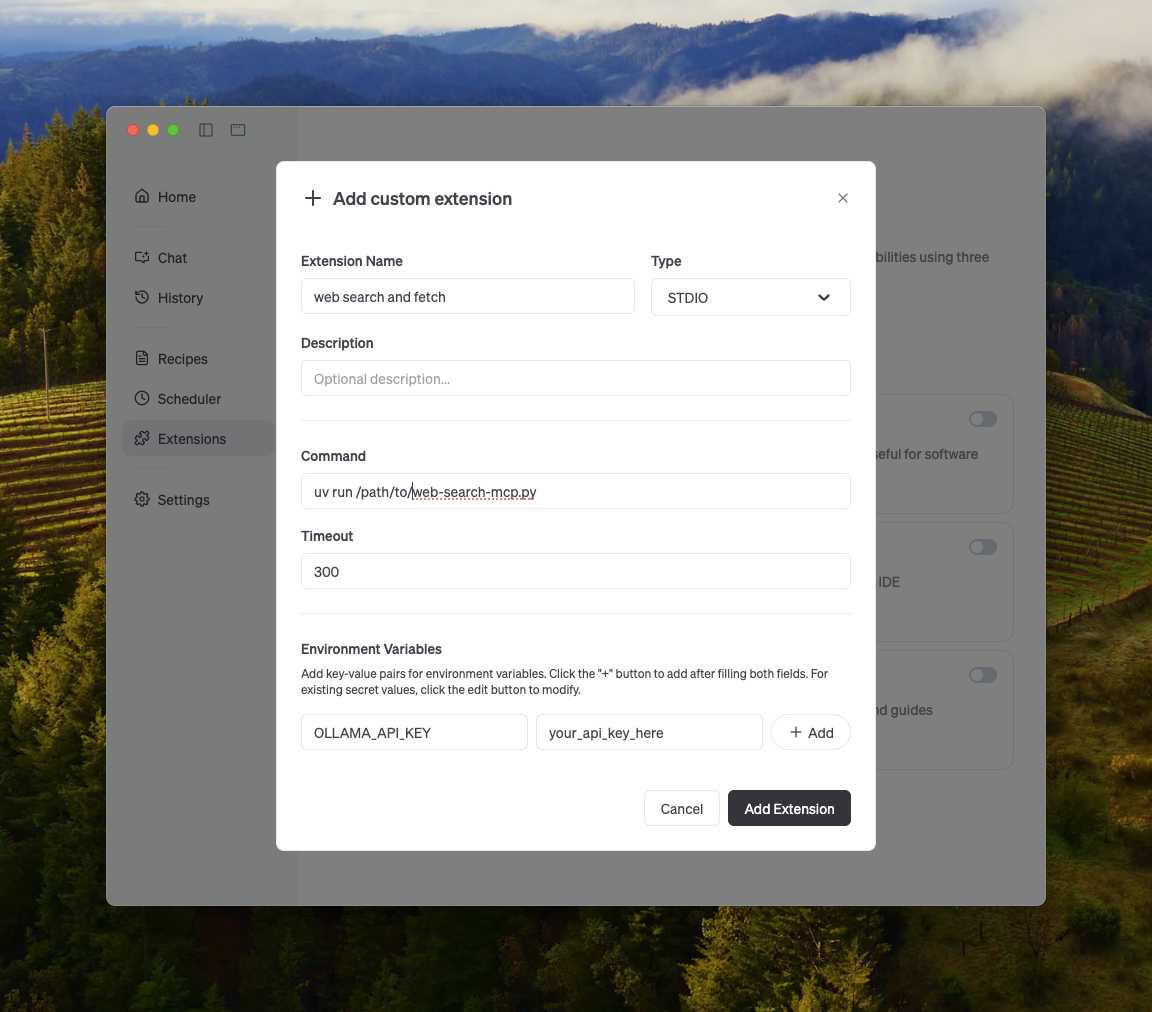 Home
Chat
History
Recipes
Scheduler
Extensions
Settings
Add custom extension
Extension Name
Type
web search and fetch
STDIO
Description
Optional description...
Command
uv run /path/to/web-search-mcp.py
Timeout
300
Environment Variables
Add key-value pairs for environment variables. Click the "+" button to add after filling both fields. For
existing secret values, click the edit button to modify.
OLLAMA_API_KEY
your_api_key_here
+ Add
Cancel
Add Extension
bilities using three
seful for software
IDE
nd guides